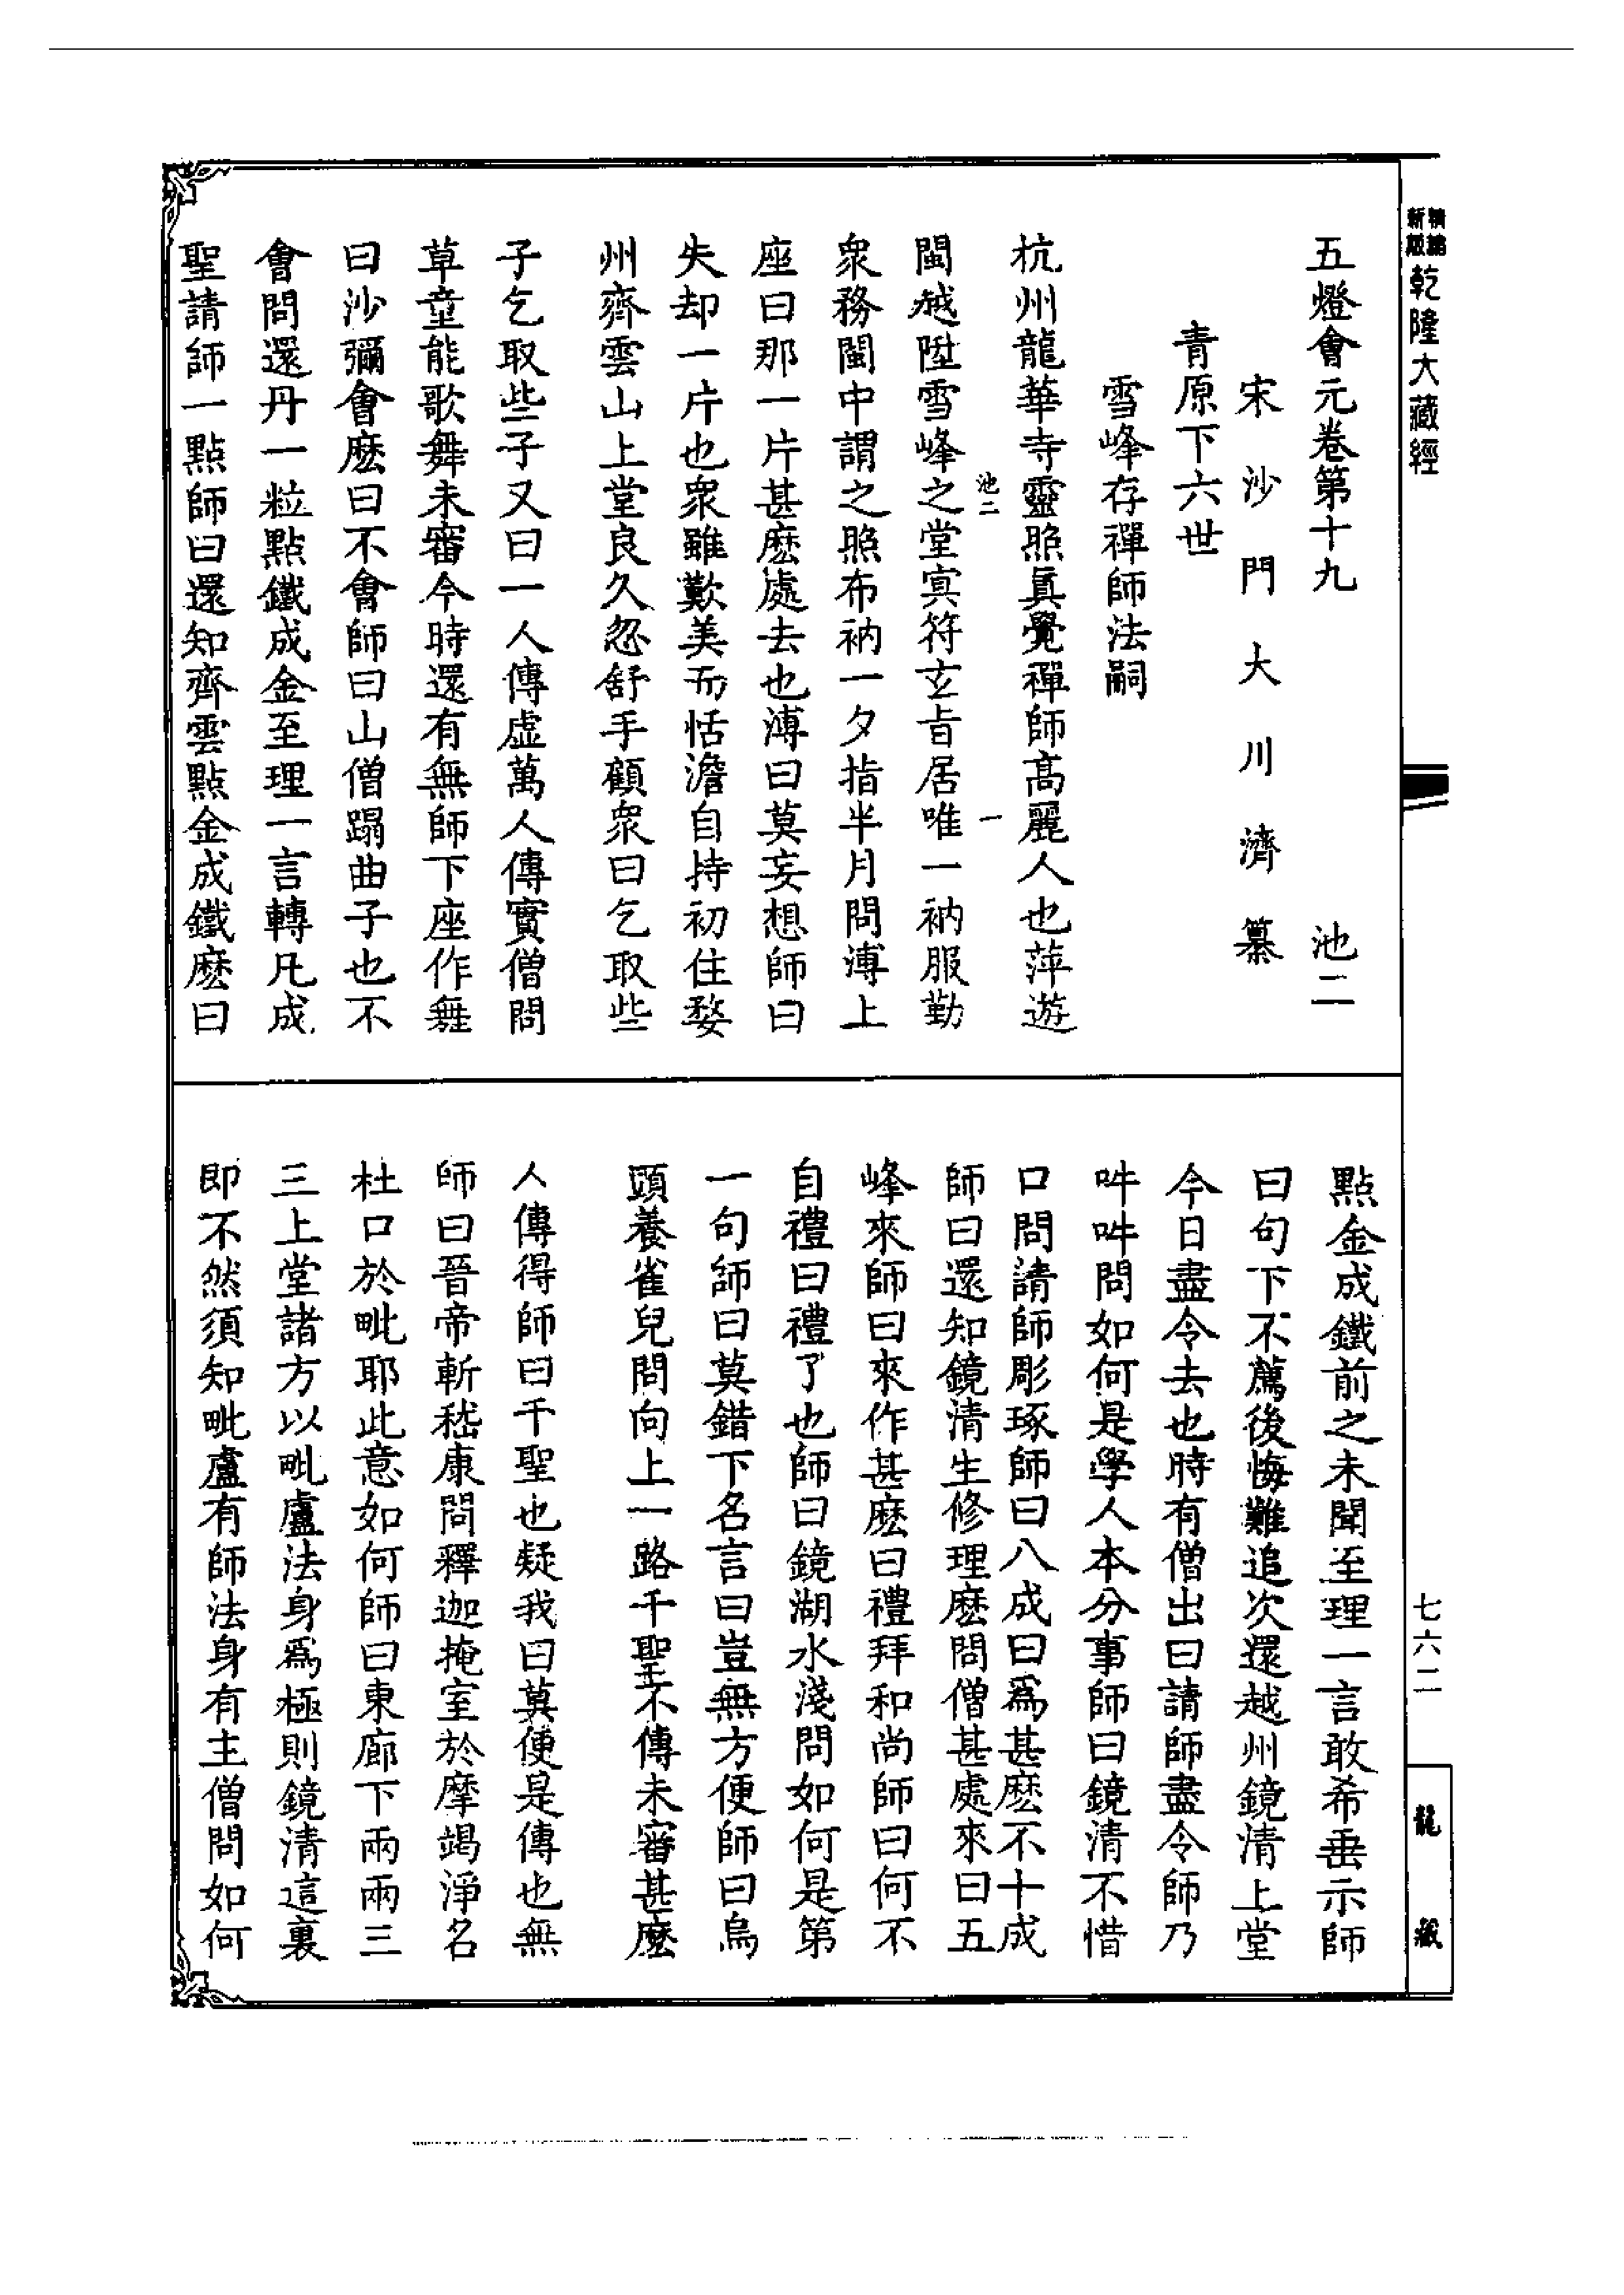 新編縮版乾隆大藏經
五燈會元卷第十九 池二
宋沙門大川濟纂
青原下六世
雪峰存禪師法嗣
杭州龍華寺靈照真覺禪師高麗人也萍遊
池二 一
閩越陞雪峰之堂冥符玄旨居唯一衲服勤
衆務閩中謂之照布衲一夕指半月問溥上
座曰那一片甚麽處去也溥曰莫妄想師曰
失却一片也衆雖歎美而恬澹自持初住婺
州齊雲山上堂良久忽舒手顧衆曰乞取些
子乞取些子又曰一人傳虛萬人傳實僧問
草童能歌舞未審今時還有無師下座作舞
曰沙彌會麽曰不會師曰山僧蹋曲子也不
會問還丹一粒點鐵成金至理一言轉凡成
聖請師一點師曰還知齊雲點金成鐵麽曰
點金成鐵前之未聞至理一言敢希垂示師
曰句下不薦後悔難追次還越州鏡清上堂
今日盡令去也時有僧出曰請師盡令師乃
吽吽問如何是學人本分事師曰鏡清不惜
口問請師彫琢師曰八成曰爲甚麽不十成
師曰還知鏡清生修理麽問僧甚處來曰五
峰來師曰來作甚麽曰禮拜和尚師曰何不
自禮曰禮了也師曰鏡湖水淺問如何是第
一句師曰莫錯下名言曰豈無方便師曰烏
頭養雀兒問向上一路千聖不傳未審甚麽
人傳得師曰千聖也疑我曰莫便是傳也無
師曰晉帝斬嵇康問釋迦掩室於摩竭淨名
杜口於毗耶此意如何師曰東廊下兩兩三
三上堂諸方以毗盧法身爲極則鏡清這裏
即不然須知毗盧有師法身有主僧問如何
七六二
龍藏